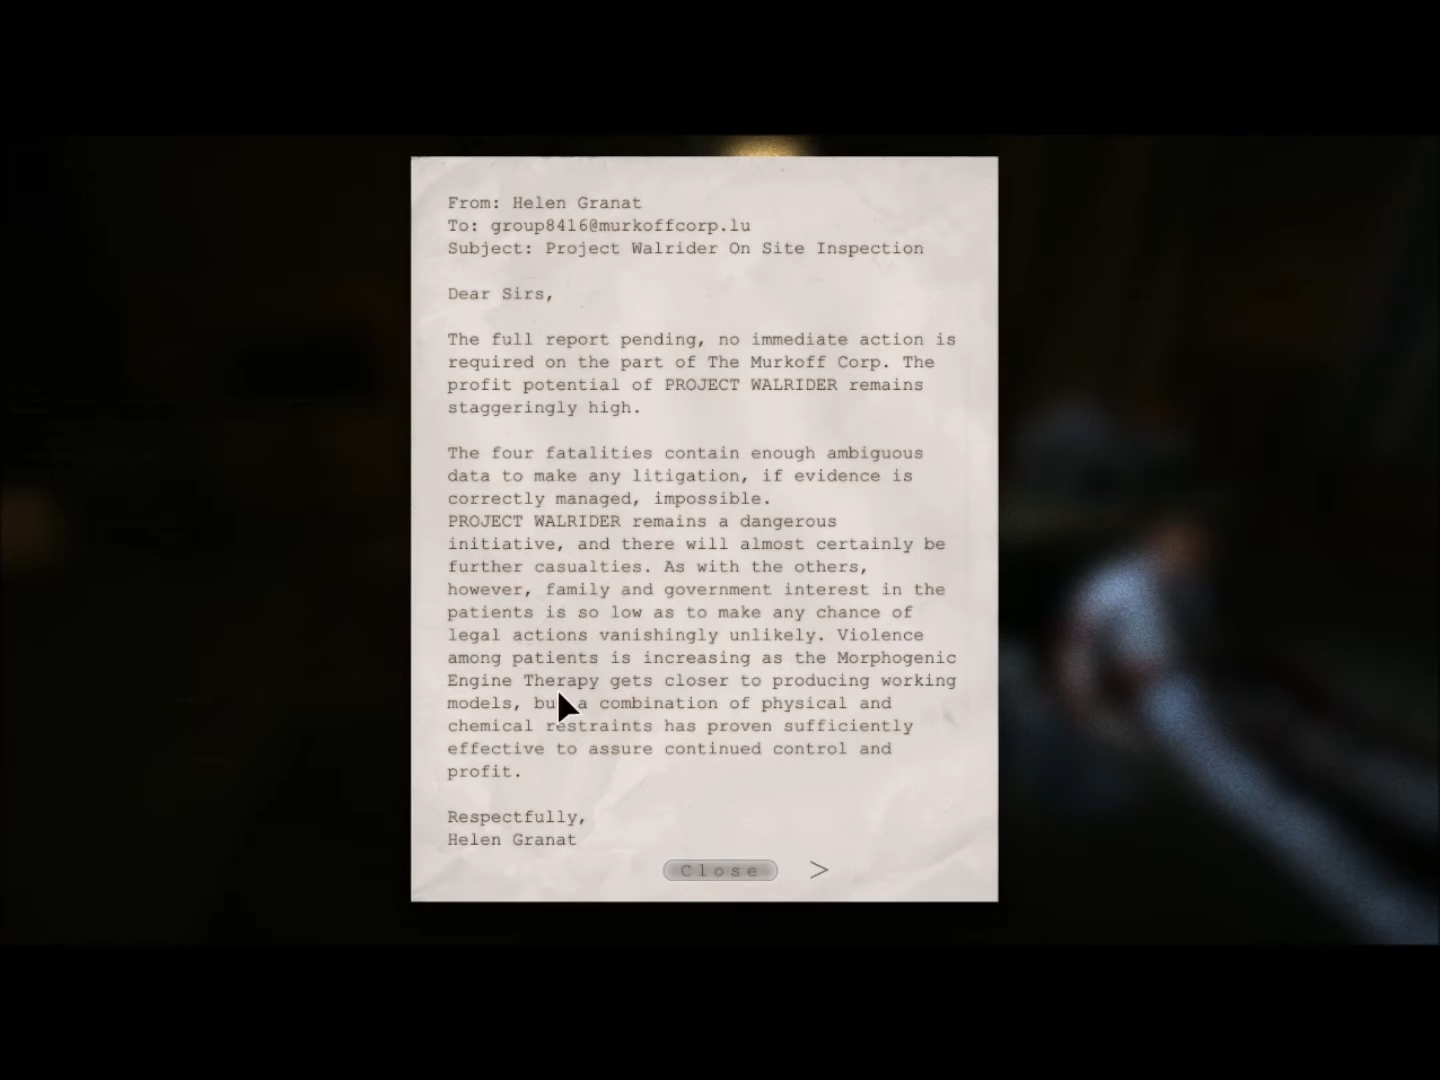 From: Helen Granat
To: group8416@murkoffcorp.lu
Subject: Project Walrider On Site Inspection
Dear Sirs,
The full report pending, no immediate action is
required on the part of The Murkoff Corp. The
profit potential of PROJECT WALRIDER remains
staggeringly high.
The four fatalities contain enough ambiguous
data to make any litigation, if evidence is
correctly managed, impossible.
PROJECT WALRIDER remains a dangerous
initiative, and there will almost certainly be
further casualties. As with the others,
however, family and government interest in the
patients is so low as to make any chance of
legal actions vanishingly unlikely. Violence
among patients is increasing as the Morphogenic
Engine Therapy gets closer to producing working
models, but a combination of physical and
chemical restraints has proven sufficiently
effective to assure continued control and
profit.
Respectfully,
Helen Granat
Close >